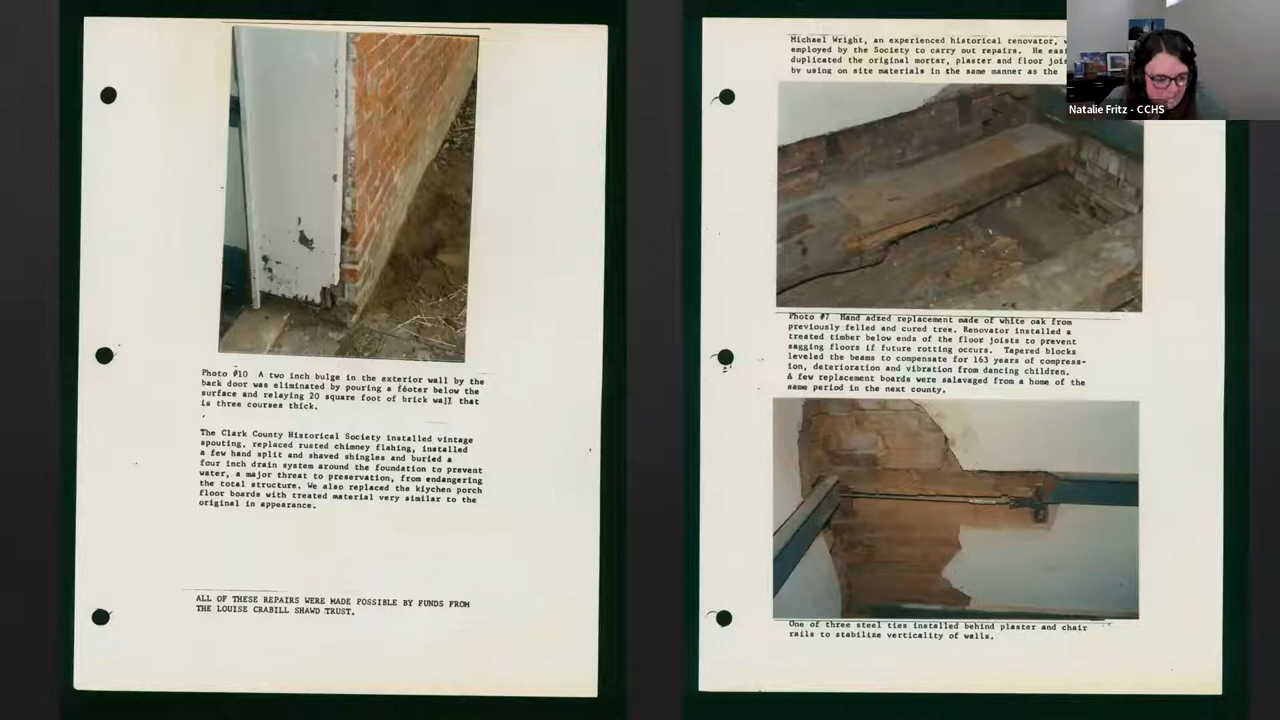 Photo #10  A two inch bulge in the exterior wall by the
back door was eliminated by pouring a footer below the
surface and relaying 20 square foot of brick wall that
is three courses thick.
The Clark County Historical Society installed vintage
spouting, replaced rusted chimney flahing, installed
a few hand split and shaved shingles and buried a
four inch drain system around the foundation to prevent
water, a major threat to preservation, from endangering
the total structure. We also replaced the kiychen porch
floor boards with treated material very similar to the
original in appearance.
ALL OF THESE REPAIRS WERE MADE POSSIBLE BY FUNDS FROM
THE LOUISE CRABILL SHAWD TRUST.
Michael Wright, an experienced historical renovator,
employed by the Society to carry out repairs.  He
duplicated the original mortar, plaster and floor
by using on site materials in the same manner as the
Photo #7  Hand adzed replacement made of white oak from
previously felled and cured tree. Renovator installed a
treated timber below ends of the floor joists to prevent
sagging floors if future rotting occurs.  Tapered blocks
leveled the beams to compensate for 163 years of compress-
ion, deterioration and vibration from dancing children.
A few replacement boards were salavaged from a home of the
same period in the next county.
One of three steel ties installed behind plaster and chair
rails to stabilize verticality of walls.
Natalie Fritz - CCHS